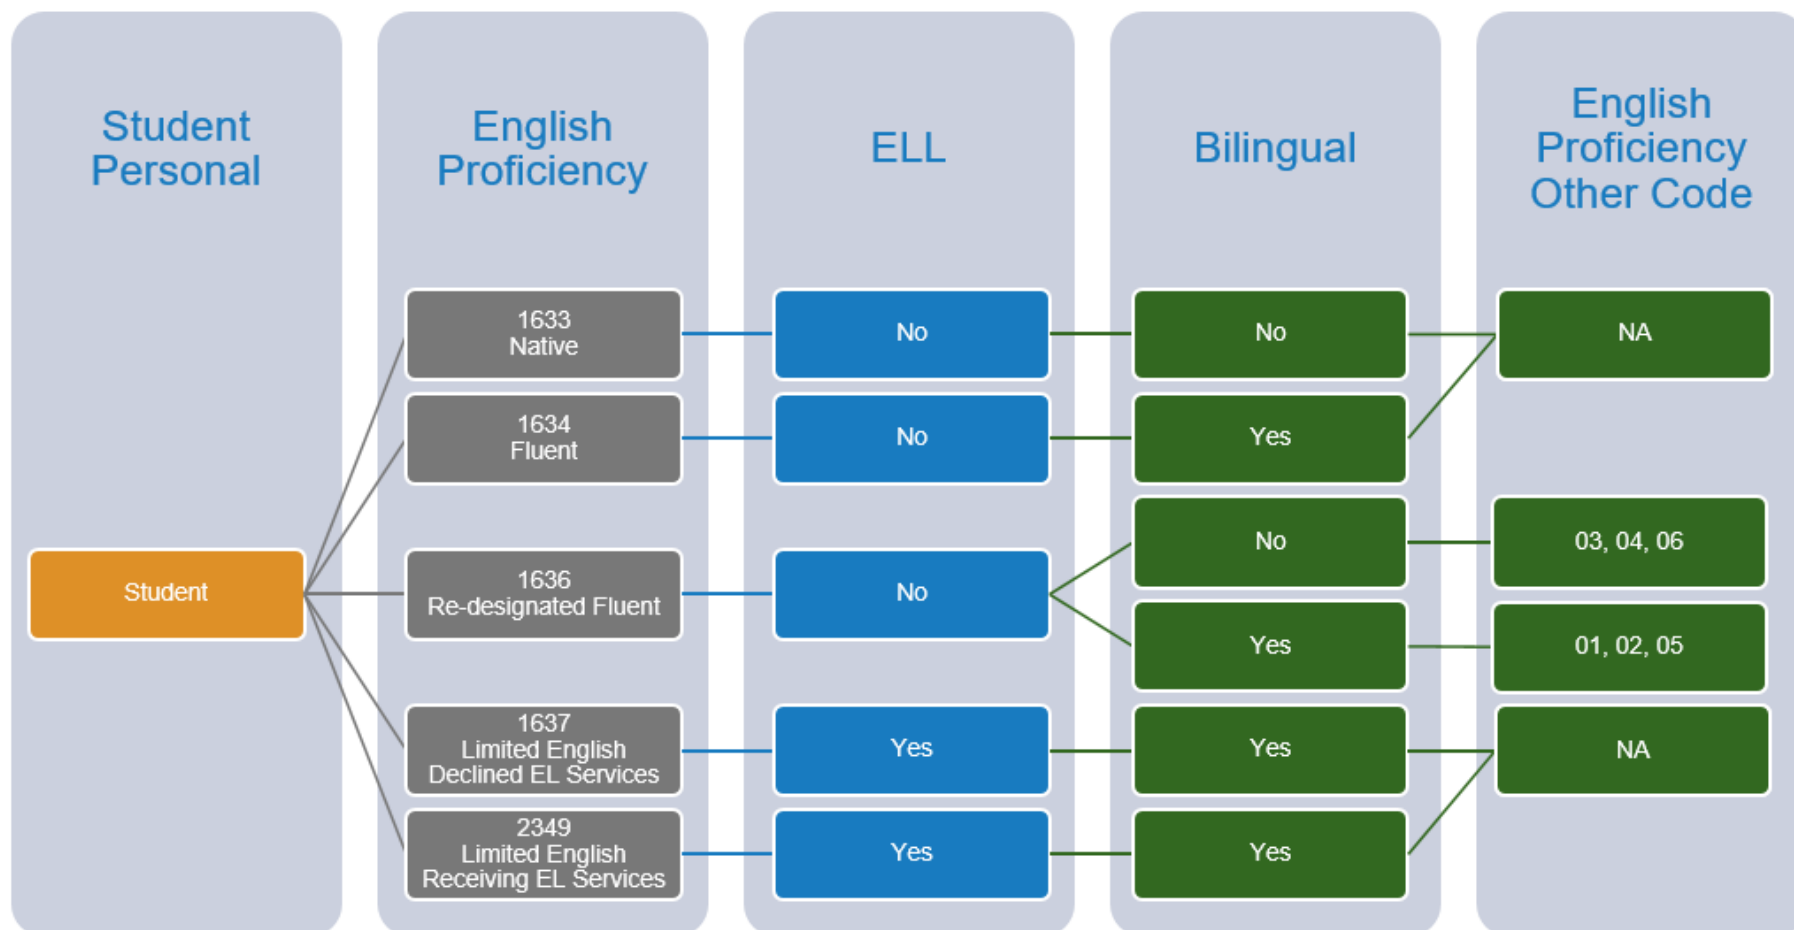 Student
Personal
English
Proficiency
ELL
Bilingual
English
Proficiency
Other Code
1633
Native
No
No
NA
1634
Fluent
No
Yes
Student
1636
Re-designated Fluent
No
No
03, 04, 06
Yes
01, 02, 05
1637
Limited English
Declined EL Services
Yes
Yes
NA
2349
Limited English
Receiving EL Services
Yes
Yes